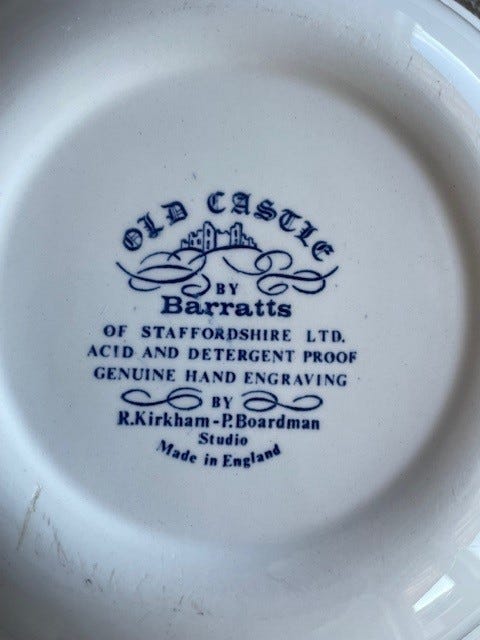 OLD CASTLE
BY
Barratts
OF STAFFORDSHIRE LTD.
ACID AND DETERGENT PROOF
GENUINE HAND ENGRAVING
BY
R.Kirkham-P.Boardman
Studio
Made in England